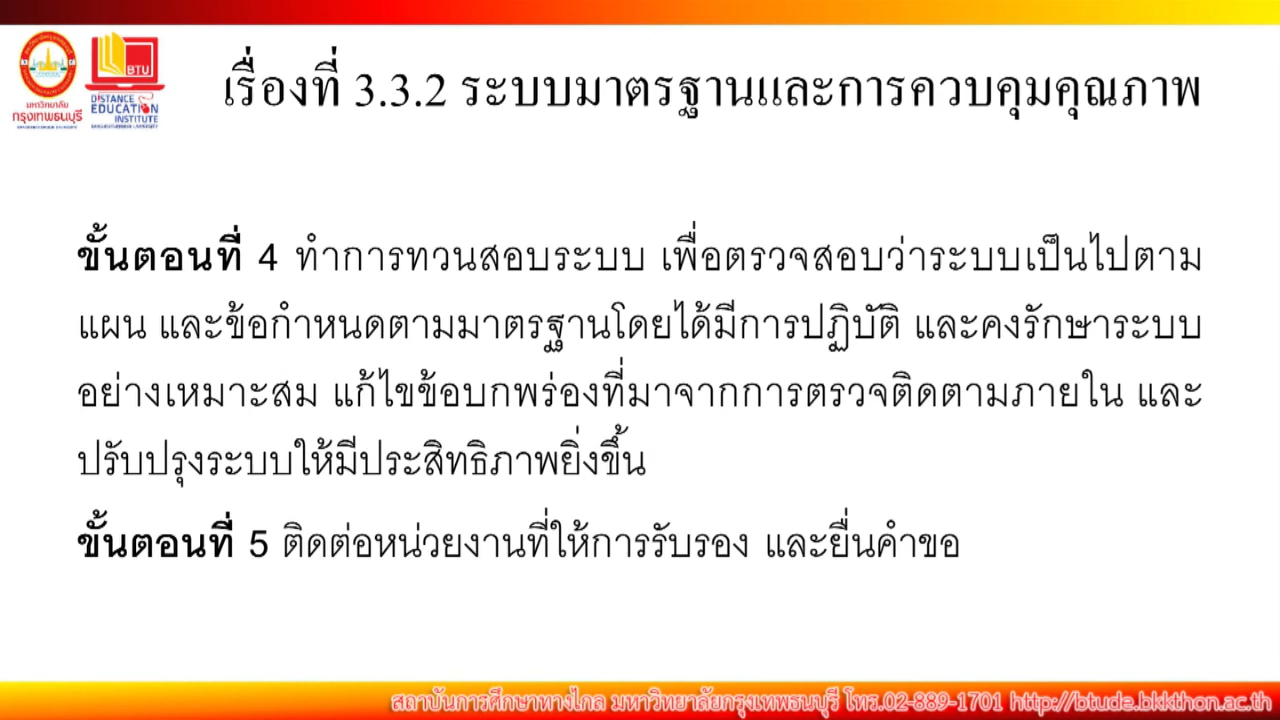 มหาวิทยาลัย
กรุงเทพธนบุรี
BTU
DISTANCE
EDUCATION
INSTITUTE
เรื่องที่ 3.3.2 ระบบมาตรฐานและการควบคุมคุณภาพ
ขั้นตอนที่ 4 ทำการทวนสอบระบบ เพื่อตรวจสอบว่าระบบเป็นไปตาม
แผน และข้อกำหนดตามมาตรฐานโดยได้มีการปฏิบัติ และคงรักษาระบบ
อย่างเหมาะสม แก้ไขข้อบกพร่องที่มาจากการตรวจติดตามภายใน และ
ปรับปรุงระบบให้มีประสิทธิภาพยิ่งขึ้น
ขั้นตอนที่ 5 ติดต่อหน่วยงานที่ให้การรับรอง และยื่นคำขอ
สถาบันการศึกษาทางไกล มหาวิทยาลัยกรุงเทพธนบุรี โทร.02-889-1701 http://btude.bkkthon.ac.th